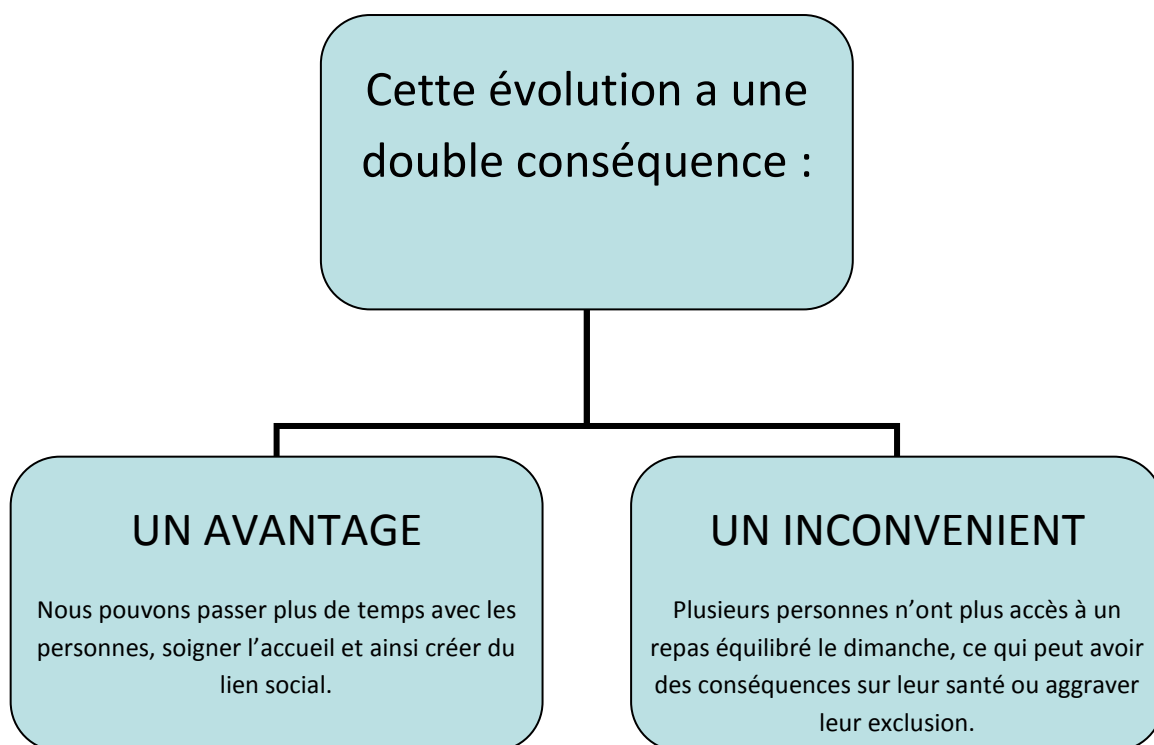 Cette évolution a une
double conséquence :
UN AVANTAGE
Nous pouvons passer plus de temps avec les
personnes, soigner l’accueil et ainsi créer du
lien social.
UN INCONVENIENT
Plusieurs personnes n’ont plus accès à un
repas équilibré le dimanche, ce qui peut avoir
des conséquences sur leur santé ou aggraver
leur exclusion.